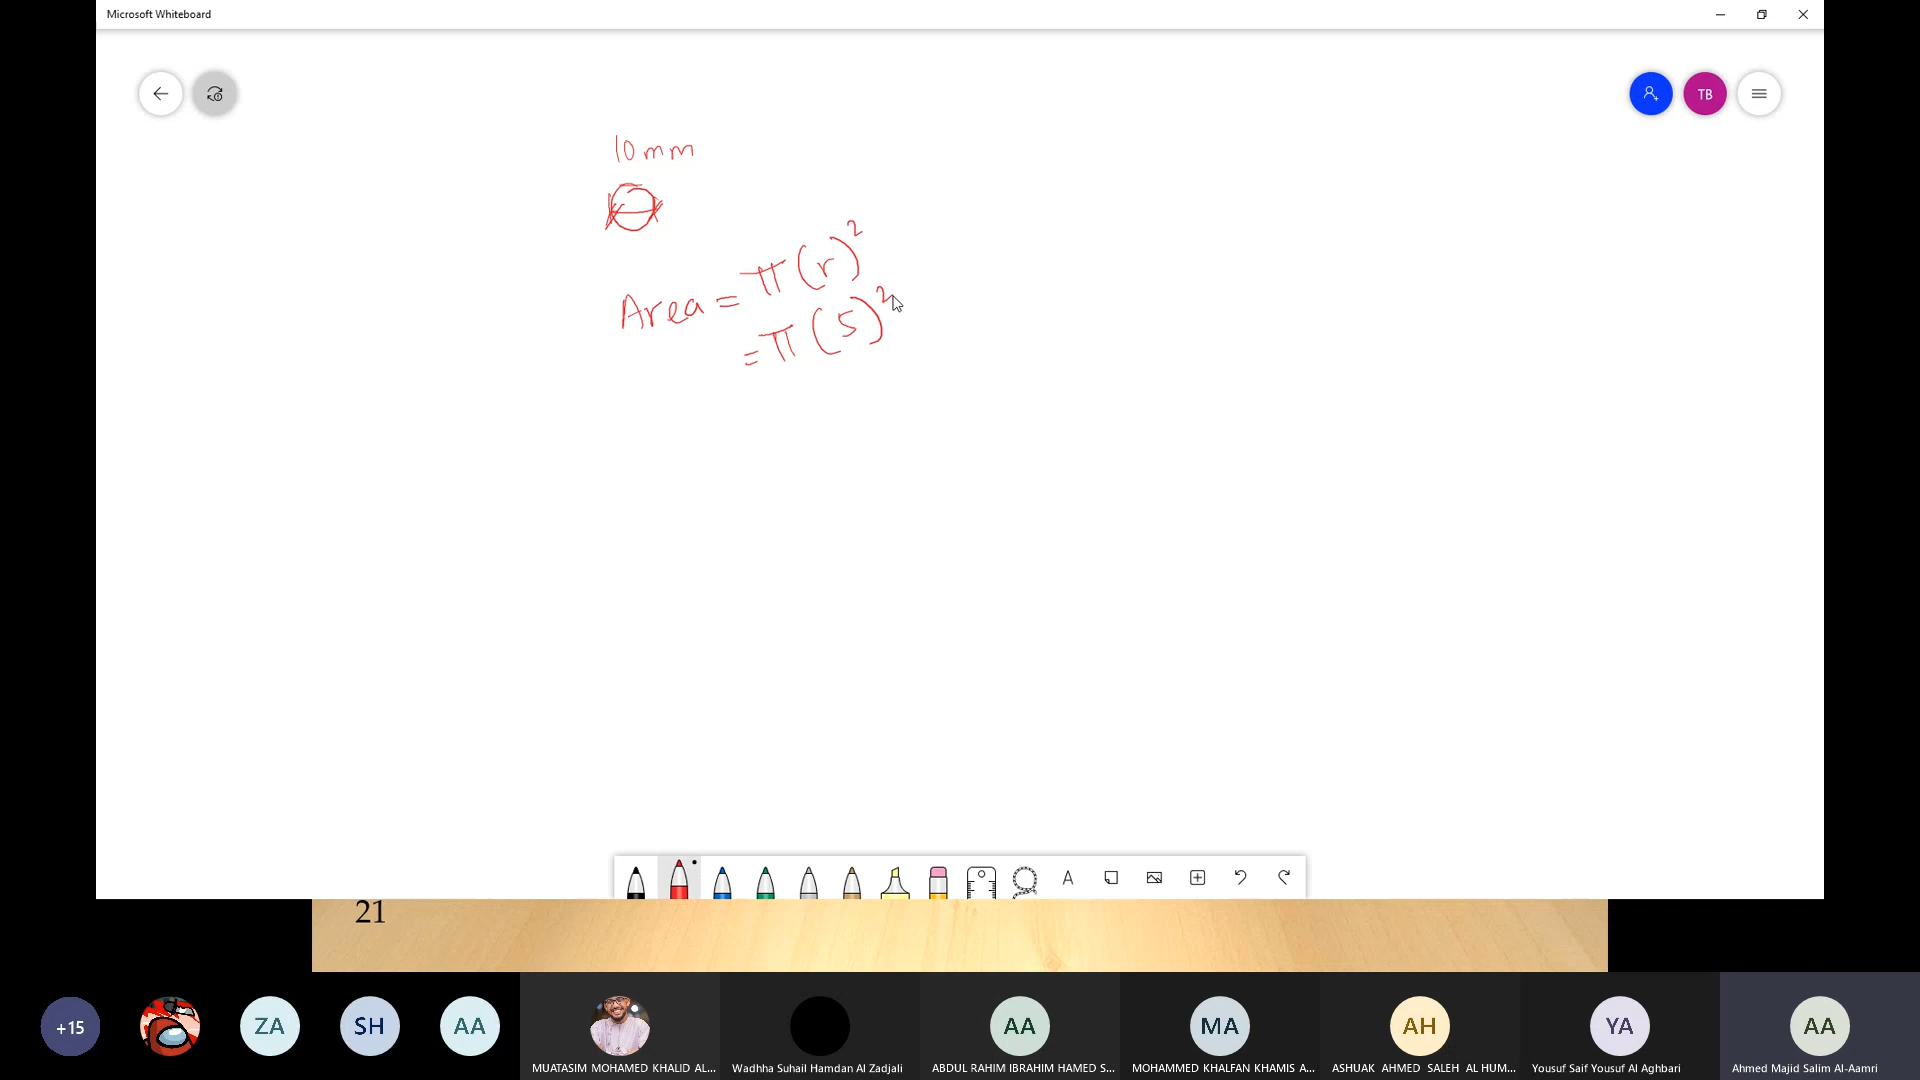 Microsoft Whiteboard
TB
10mm
Area = π(r)²
= π(5)²
A
21
+15
ZA
SH
AA
AA
MA
AH
YA
AA
MUATASIM MOHAMED KHALID AL...
Wadhha Suhail Hamdan Al Zadjali
ABDUL RAHIM IBRAHIM HAMED S...
MOHAMMED KHALFAN KHAMIS A...
ASHUAK AHMED SALEH AL HUM...
Yousuf Saif Yousuf Al Aghbari
Ahmed Majid Salim Al-Aamri